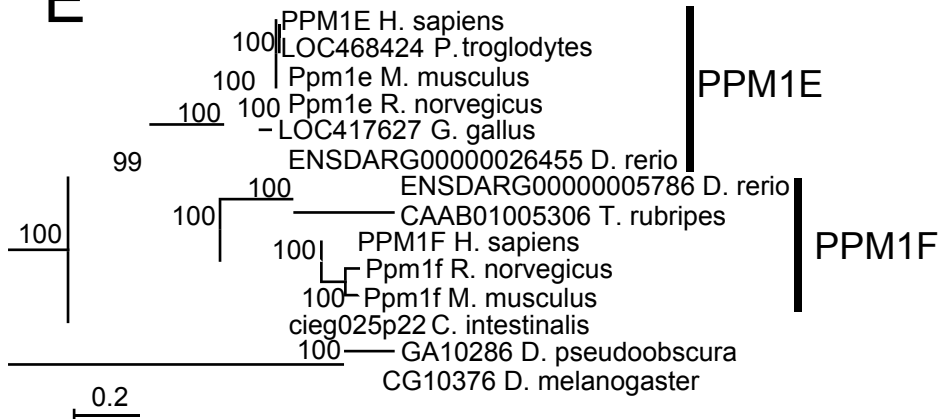 E
PPM1E H. sapiens
100 LOC468424 P. troglodytes
100 Ppm1e M. musculus
PPM1E
100 100 Ppm1e R. norvegicus
LOC417627 G. gallus
99 ENSDARG00000026455 D. rerio
100 ENSDARG00000005786 D. rerio
100 CAAB01005306 T. rubripes
100 100 PPM1F H. sapiens
PPM1F
Ppm1f R. norvegicus
100 Ppm1f M. musculus
cieg025p22 C. intestinalis
100 GA10286 D. pseudoobscura
CG10376 D. melanogaster
0.2